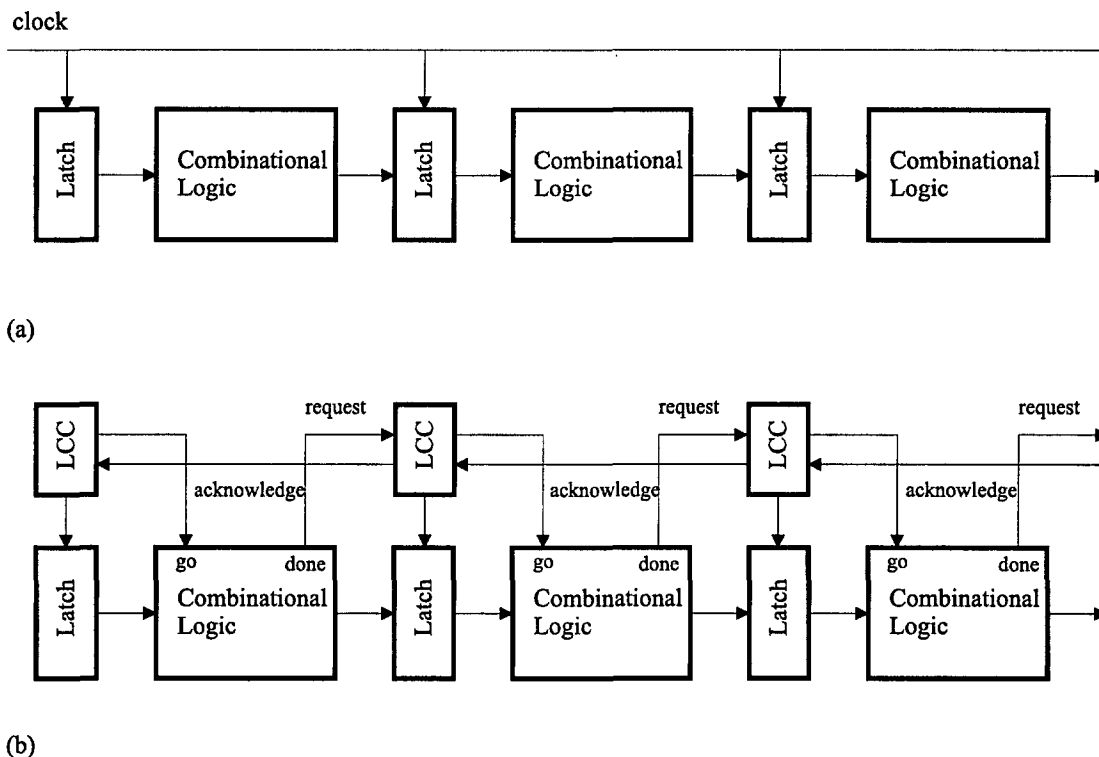 clock
Latch
Combinational
Logic
Latch
Combinational
Logic
Latch
Combinational
Logic
(a)
LCC
request
LCC
request
LCC
request
acknowledge
acknowledge
acknowledge
Latch
go done
Combinational
Logic
Latch
go done
Combinational
Logic
Latch
go done
Combinational
Logic
(b)